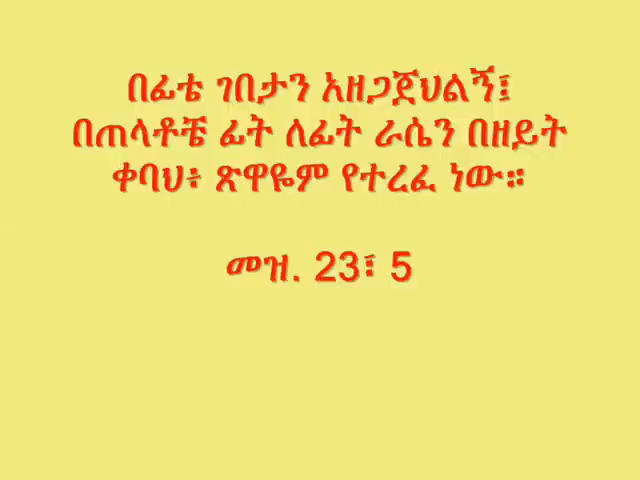 በፊቴ ገበታን አዘጋጀህልኝ፤
በጠላቶቼ ፊት ለፊት ራሴን በዘይት
ቀባህ፥ ጽዋዬም የተረፈ ነው።
መዝ. 23፣ 5